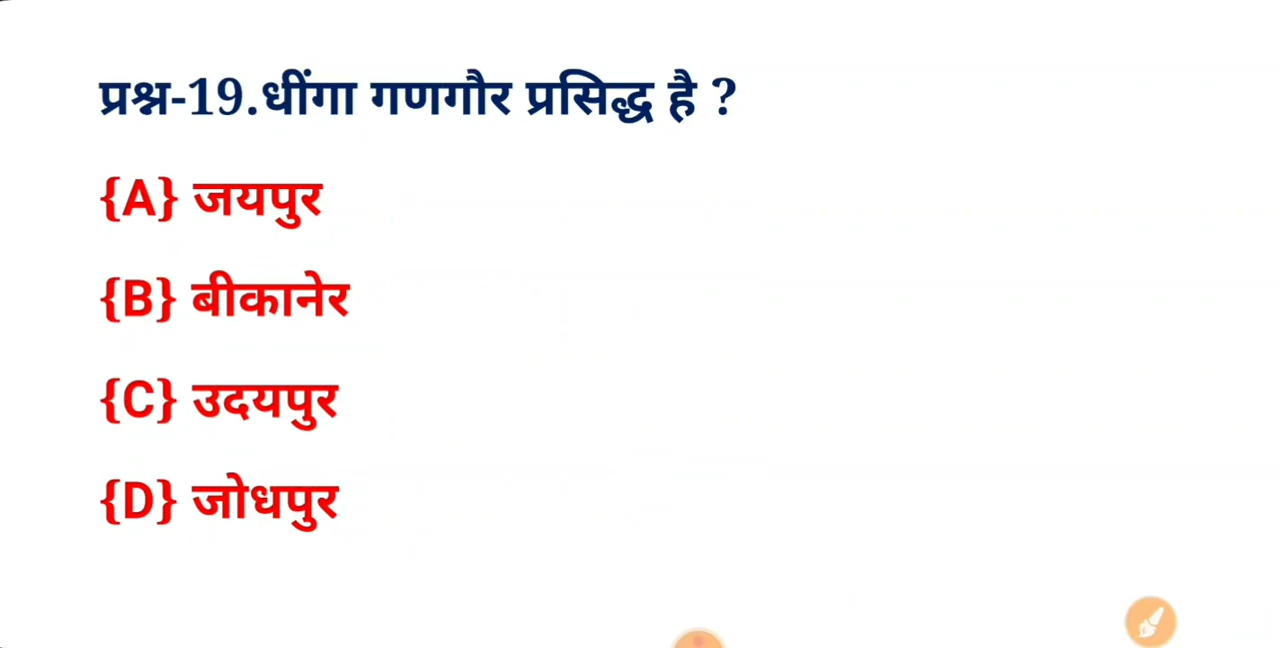 प्रश्न-19.धींगा गणगौर प्रसिद्ध है ?
{A} जयपुर
{B} बीकानेर
{C} उदयपुर
{D} जोधपुर